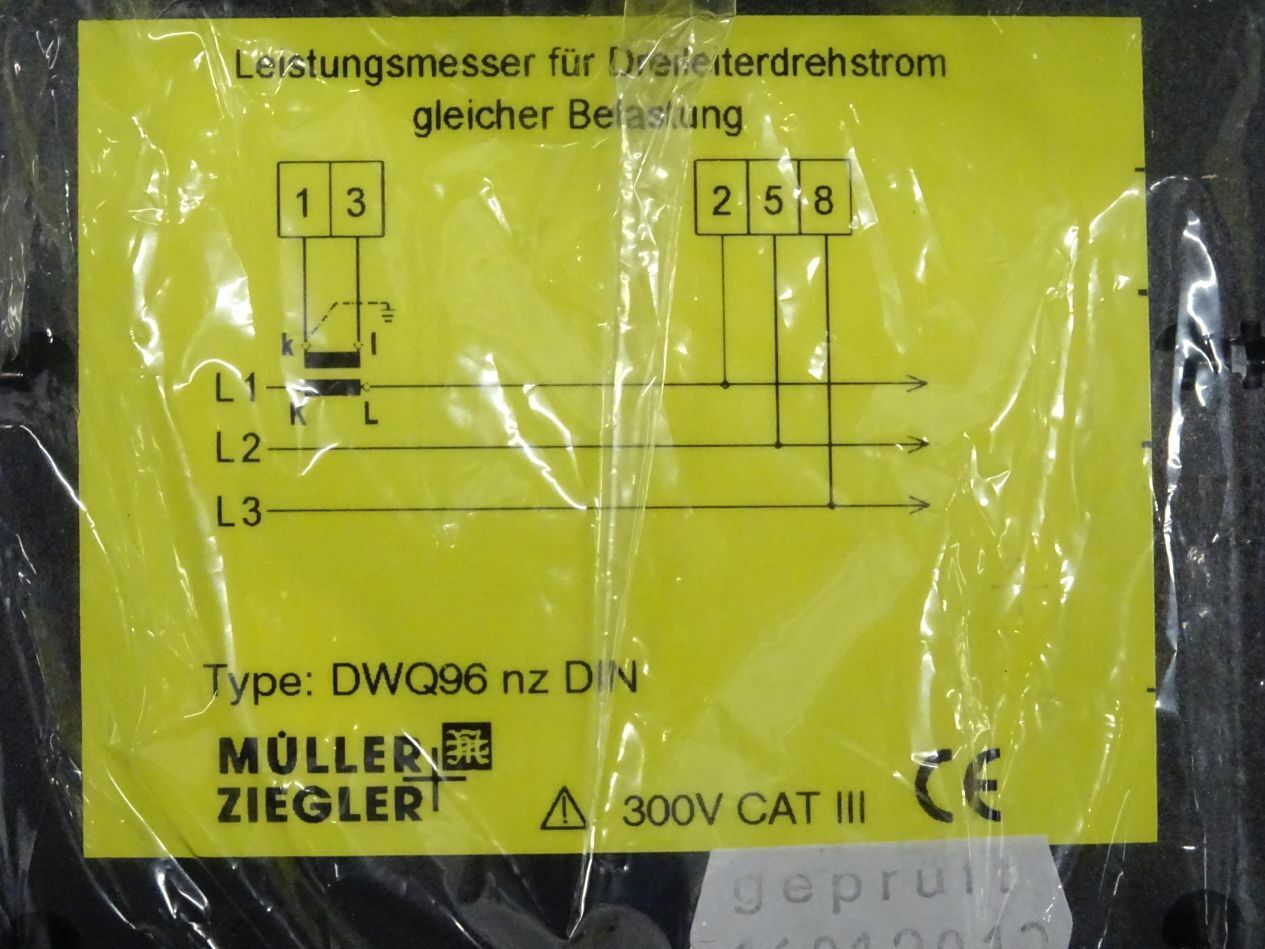 Leistungsmesser für Dreileiterdrehstrom
gleicher Belastung
1 3
2 5 8
k l
L1
K L
L2
L3
Type: DWQ96 nz DIN
MÜLLER
ZIEGLER
300V CAT III
CE
geprüft